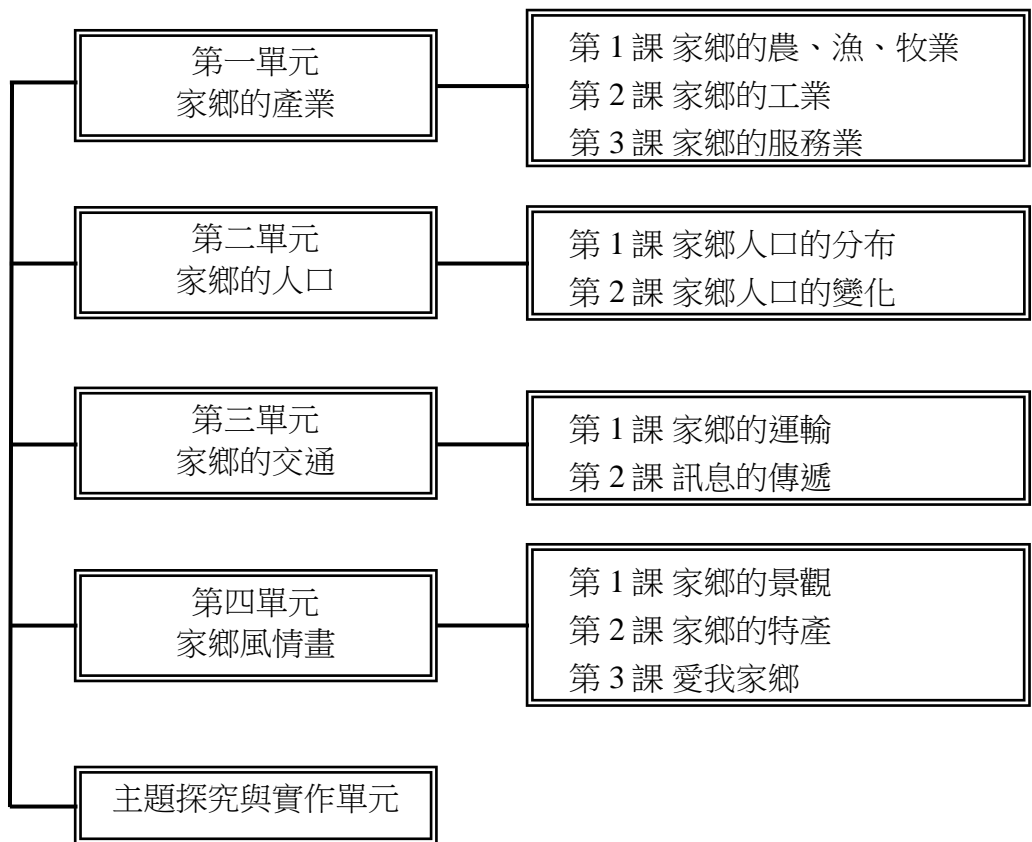 第一單元
家鄉的產業
第 1 課 家鄉的農、漁、牧業
第 2 課 家鄉的工業
第 3 課 家鄉的服務業
第二單元
家鄉的人口
第 1 課 家鄉人口的分布
第 2 課 家鄉人口的變化
第三單元
家鄉的交通
第 1 課 家鄉的運輸
第 2 課 訊息的傳遞
第四單元
家鄉風情畫
第 1 課 家鄉的景觀
第 2 課 家鄉的特產
第 3 課 愛我家鄉
主題探究與實作單元